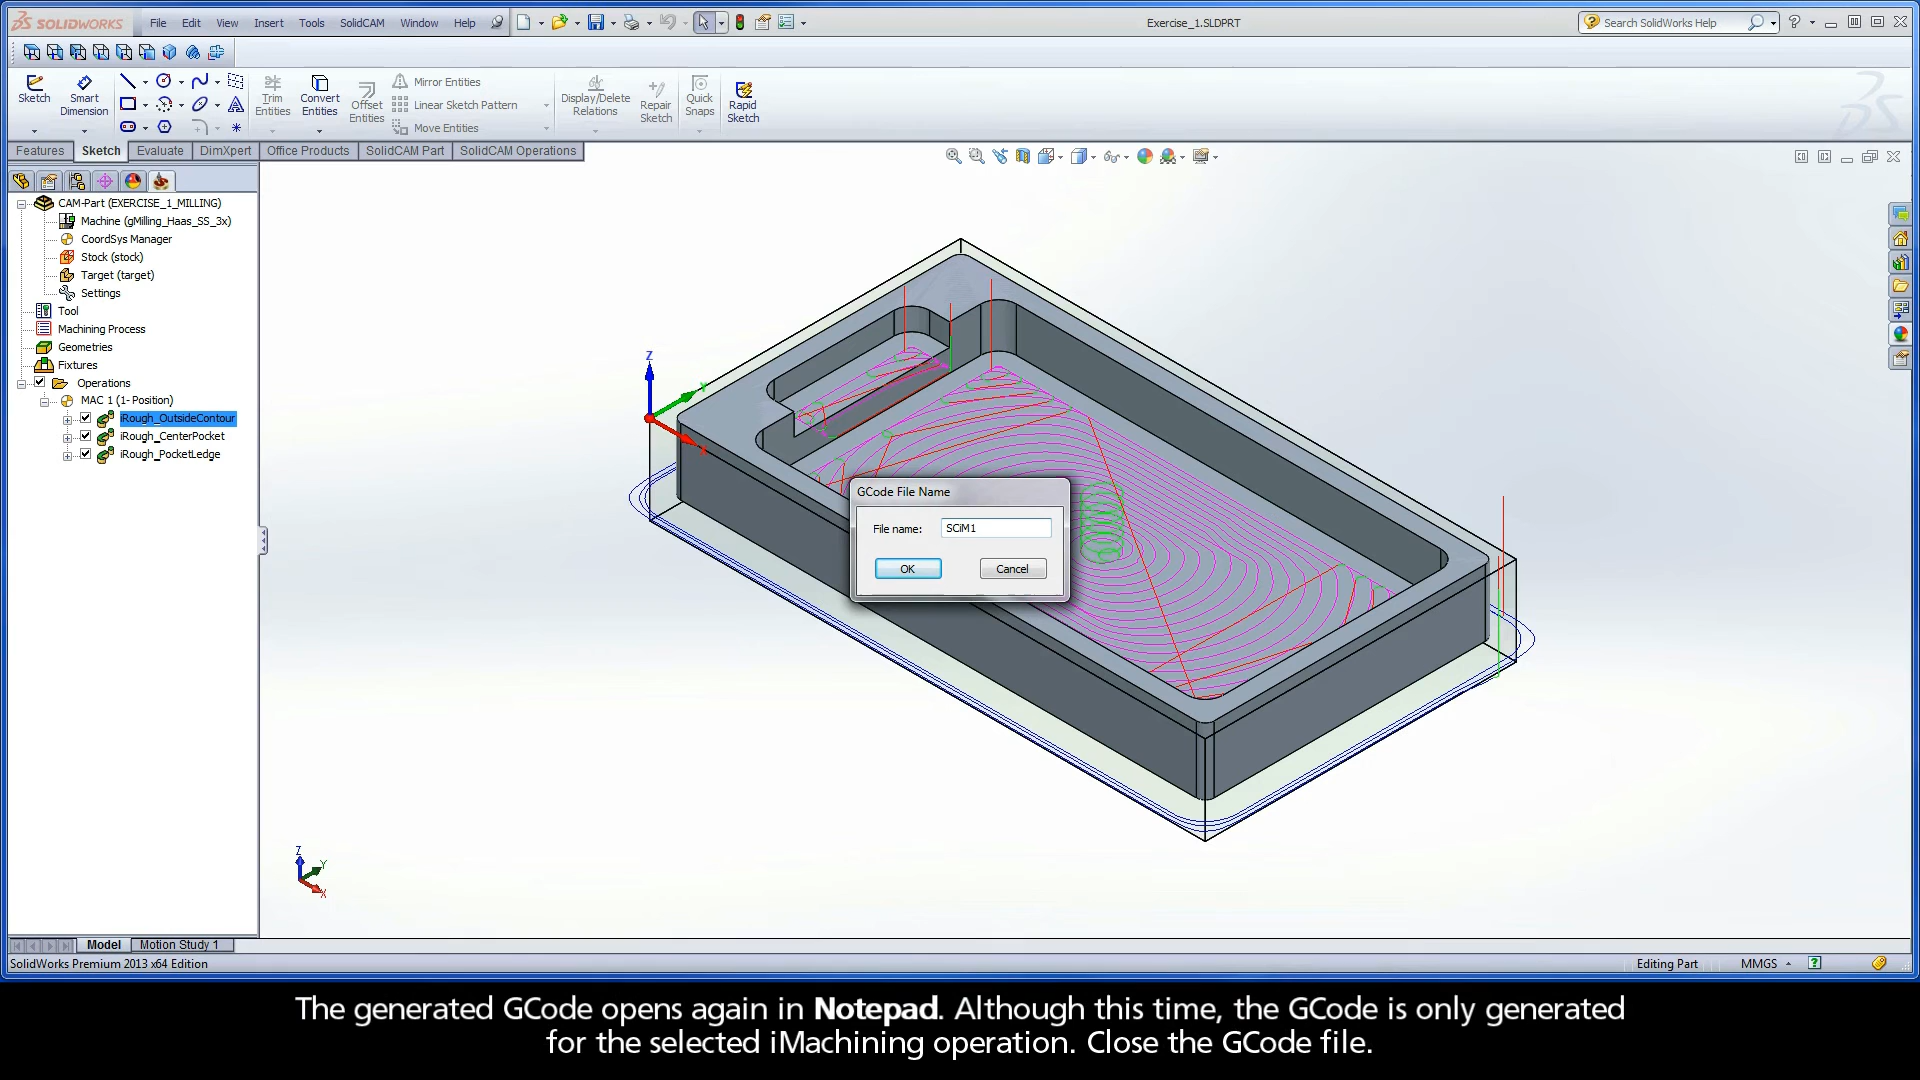 SOLIDWORKS File Edit View Insert Tools SolidCAM Window Help Exercise_1.SLDPRT Search SolidWorks Help
Sketch
Smart Dimension
Trim Entities
Convert Entities
Offset Entities
Mirror Entities
Linear Sketch Pattern
Move Entities
Display/Delete Relations
Repair Sketch
Quick Snaps
Rapid Sketch
Features Sketch Evaluate DimXpert Office Products SolidCAM Part SolidCAM Operations
CAM-Part (EXERCISE_1_MILLING)
Machine (gMilling_Haas_SS_3x)
CoordSys Manager
Stock (stock)
Target (target)
Settings
Tool
Machining Process
Geometries
Fixtures
Operations
MAC 1 (1- Position)
iRough_OutsideContour
iRough_CenterPocket
iRough_PocketLedge
Z
GCode File Name
File name: SCiM1
OK Cancel
Z
Y
X
Model Motion Study 1
SolidWorks Premium 2013 x64 Edition Editing Part MMGS
The generated GCode opens again in Notepad. Although this time, the GCode is only generated
for the selected iMachining operation. Close the GCode file.